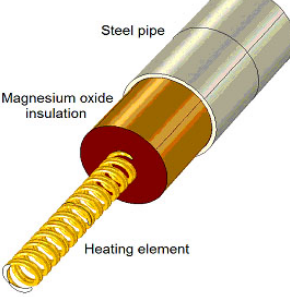 Steel pipe
Magnesium oxide
insulation
Heating element